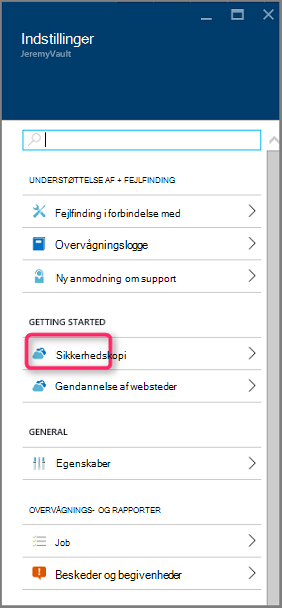 Indstillinger
JeremyVault
UNDERSTØTTELSE AF + FEJLFINDING
Fejlfinding i forbindelse med
Overvågningslogge
Ny anmodning om support
GETTING STARTED
Sikkerhedskopi
Gendannelse af websteder
GENERAL
Egenskaber
OVERVÅGNINGS- OG RAPPORTER
Job
Beskeder og begivenheder